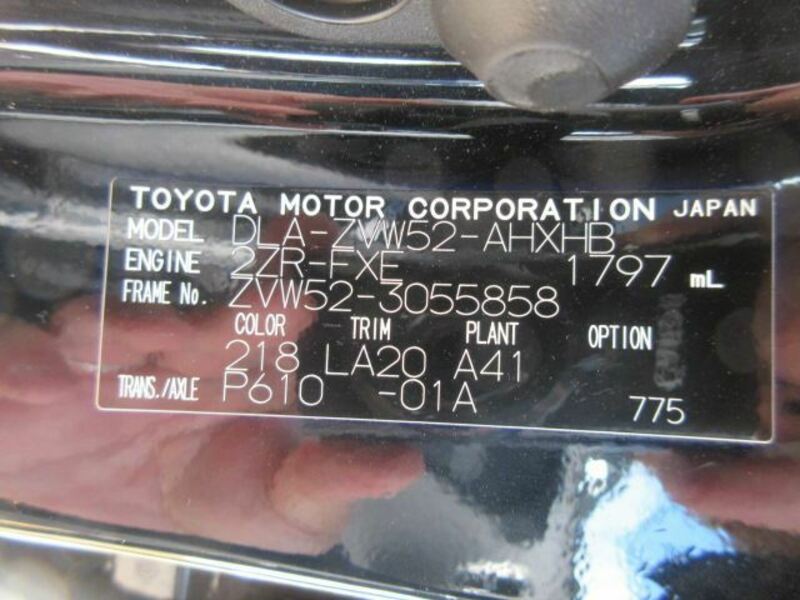 TOYOTA MOTOR CORPORATION JAPAN
MODEL DLA-ZVW52-AHXHB
ENGINE 2ZR-FXE 1797 mL
FRAME No. ZVW52-3055858
COLOR TRIM PLANT OPTION
218 LA20 A41
TRANS./AXLE P610 -01A 775